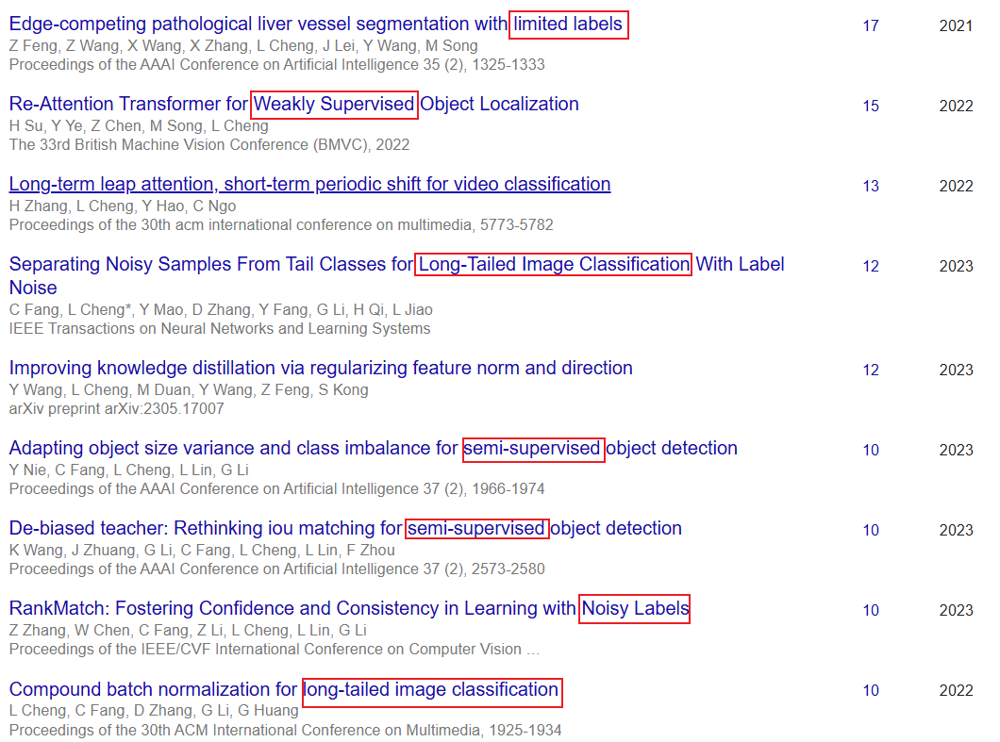 Edge-competing pathological liver vessel segmentation with limited labels 17 2021
Z Feng, Z Wang, X Wang, X Zhang, L Cheng, J Lei, Y Wang, M Song
Proceedings of the AAAI Conference on Artificial Intelligence 35 (2), 1325-1333
Re-Attention Transformer for Weakly Supervised Object Localization 15 2022
H Su, Y Ye, Z Chen, M Song, L Cheng
The 33rd British Machine Vision Conference (BMVC), 2022
Long-term leap attention, short-term periodic shift for video classification 13 2022
H Zhang, L Cheng, Y Hao, C Ngo
Proceedings of the 30th acm international conference on multimedia, 5773-5782
Separating Noisy Samples From Tail Classes for Long-Tailed Image Classification With Label 12 2023
Noise
C Fang, L Cheng*, Y Mao, D Zhang, Y Fang, G Li, H Qi, L Jiao
IEEE Transactions on Neural Networks and Learning Systems
Improving knowledge distillation via regularizing feature norm and direction 12 2023
Y Wang, L Cheng, M Duan, Y Wang, Z Feng, S Kong
arXiv preprint arXiv:2305.17007
Adapting object size variance and class imbalance for semi-supervised object detection 10 2023
Y Nie, C Fang, L Cheng, L Lin, G Li
Proceedings of the AAAI Conference on Artificial Intelligence 37 (2), 1966-1974
De-biased teacher: Rethinking iou matching for semi-supervised object detection 10 2023
K Wang, J Zhuang, G Li, C Fang, L Cheng, L Lin, F Zhou
Proceedings of the AAAI Conference on Artificial Intelligence 37 (2), 2573-2580
RankMatch: Fostering Confidence and Consistency in Learning with Noisy Labels 10 2023
Z Zhang, W Chen, C Fang, Z Li, L Cheng, L Lin, G Li
Proceedings of the IEEE/CVF International Conference on Computer Vision …
Compound batch normalization for long-tailed image classification 10 2022
L Cheng, C Fang, D Zhang, G Li, G Huang
Proceedings of the 30th ACM International Conference on Multimedia, 1925-1934